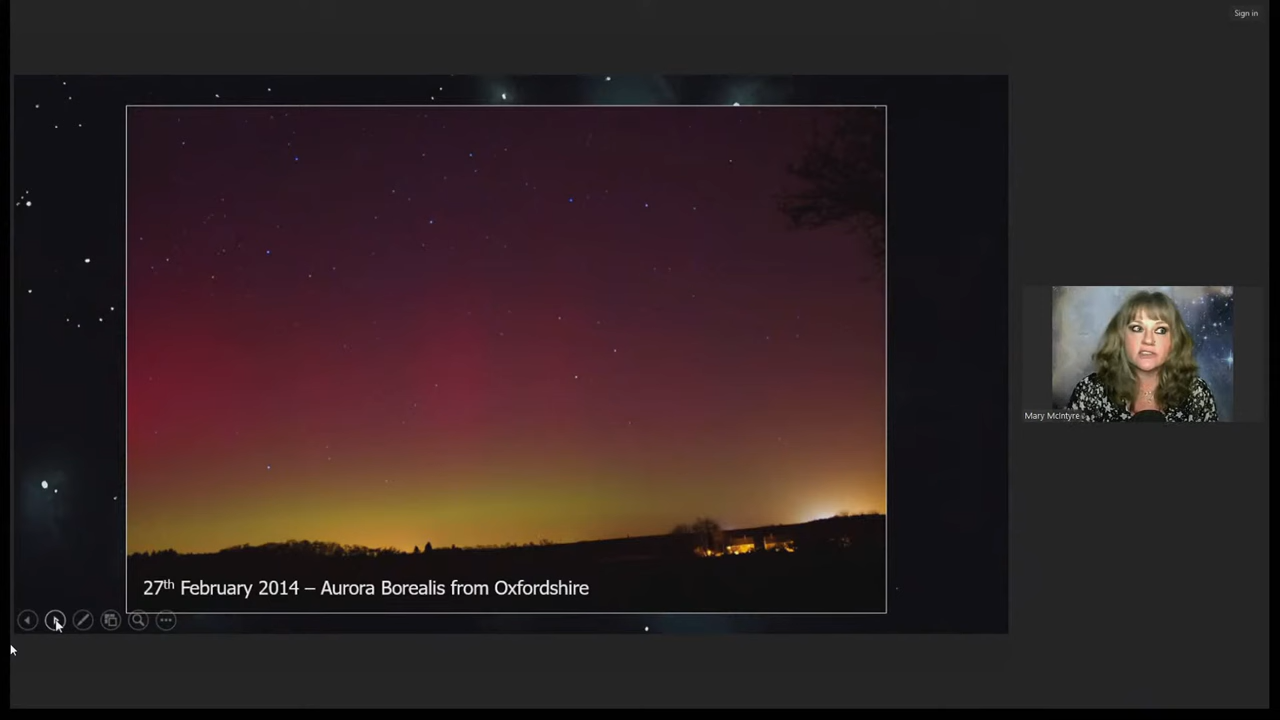 Sign in
Mary McIntyre
27th February 2014 – Aurora Borealis from Oxfordshire